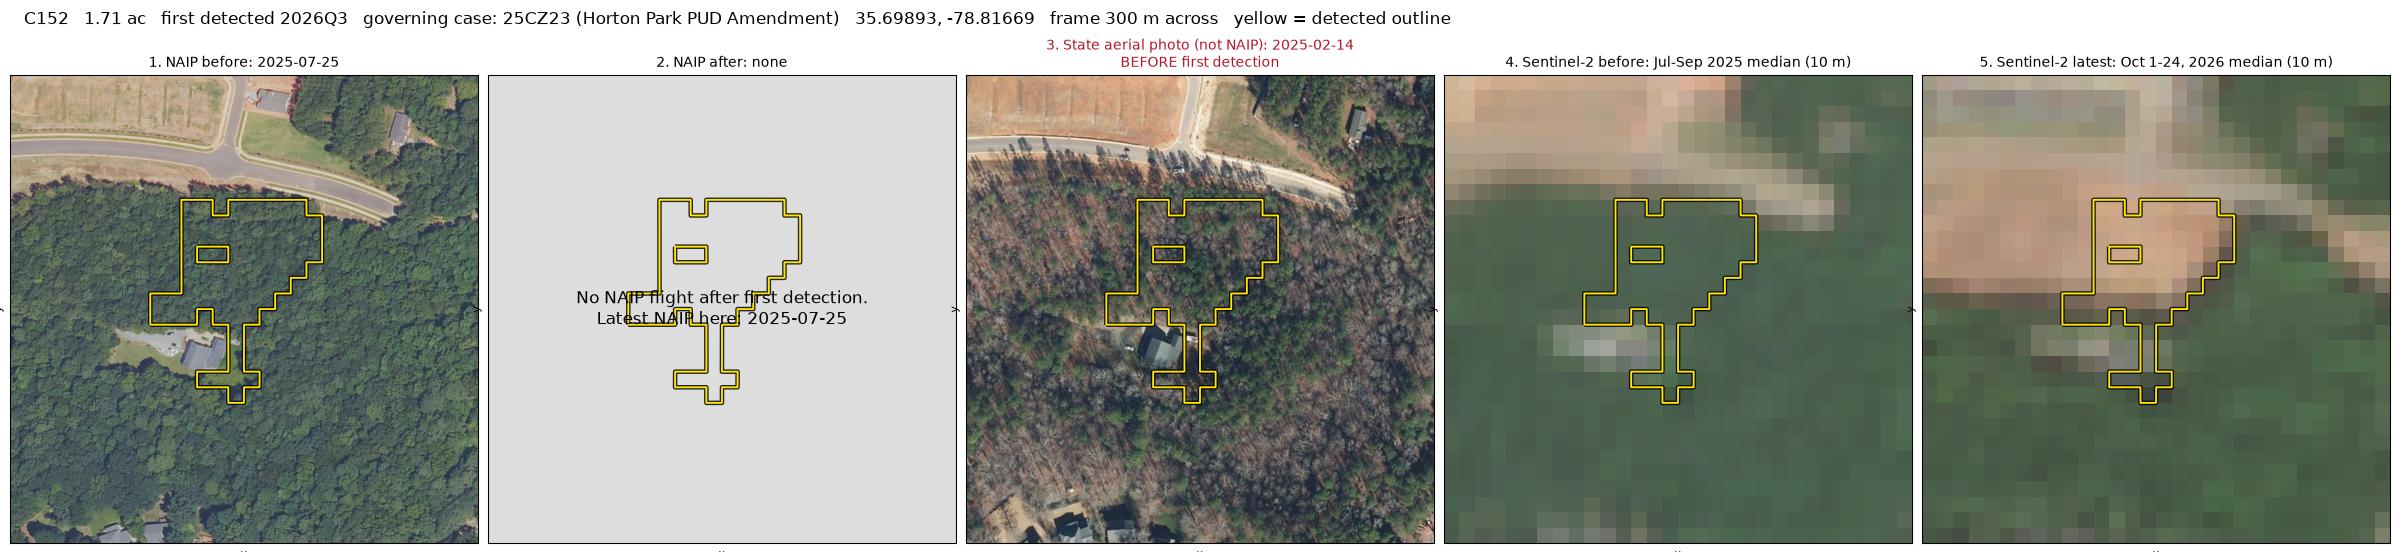 C152   1.71 ac   first detected 2026Q3   governing case: 25CZ23 (Horton Park PUD Amendment)   35.69893, -78.81669   frame 300 m across   yellow = detected outline
1. NAIP before: 2025-07-25
2. NAIP after: none
3. State aerial photo (not NAIP): 2025-02-14
BEFORE first detection
4. Sentinel-2 before: Jul-Sep 2025 median (10 m)
5. Sentinel-2 latest: Oct 1-24, 2026 median (10 m)
No NAIP flight after first detection.
Latest NAIP here: 2025-07-25